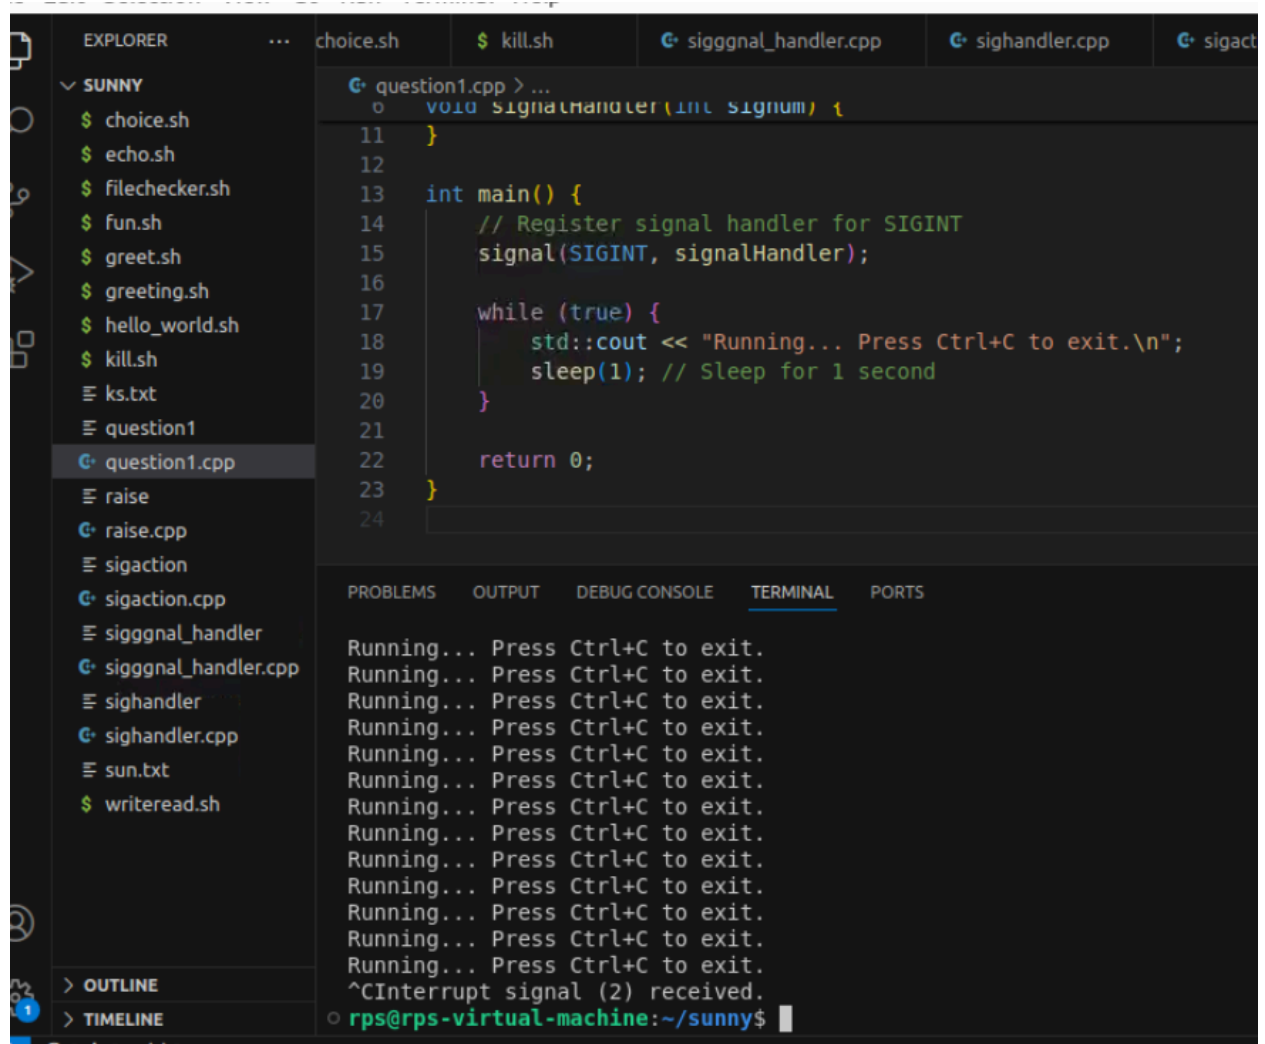 EXPLORER ...
SUNNY
$ choice.sh
$ echo.sh
$ filechecker.sh
$ fun.sh
$ greet.sh
$ greeting.sh
$ hello_world.sh
$ kill.sh
ks.txt
question1
question1.cpp
raise
raise.cpp
sigaction
sigaction.cpp
sigggnal_handler
sigggnal_handler.cpp
sighandler
sighandler.cpp
sun.txt
$ writeread.sh
OUTLINE
TIMELINE
1
choice.sh $ kill.sh sigggnal_handler.cpp sighandler.cpp sigact
question1.cpp > ...
6 void signalHandler(int signum) {
11 }
12
13 int main() {
14 // Register signal handler for SIGINT
15 signal(SIGINT, signalHandler);
16
17 while (true) {
18 std::cout << "Running... Press Ctrl+C to exit.\n";
19 sleep(1); // Sleep for 1 second
20 }
21
22 return 0;
23 }
24
PROBLEMS OUTPUT DEBUG CONSOLE TERMINAL PORTS
Running... Press Ctrl+C to exit.
Running... Press Ctrl+C to exit.
Running... Press Ctrl+C to exit.
Running... Press Ctrl+C to exit.
Running... Press Ctrl+C to exit.
Running... Press Ctrl+C to exit.
Running... Press Ctrl+C to exit.
Running... Press Ctrl+C to exit.
Running... Press Ctrl+C to exit.
Running... Press Ctrl+C to exit.
Running... Press Ctrl+C to exit.
Running... Press Ctrl+C to exit.
Running... Press Ctrl+C to exit.
^CInterrupt signal (2) received.
rps@rps-virtual-machine:~/sunny$